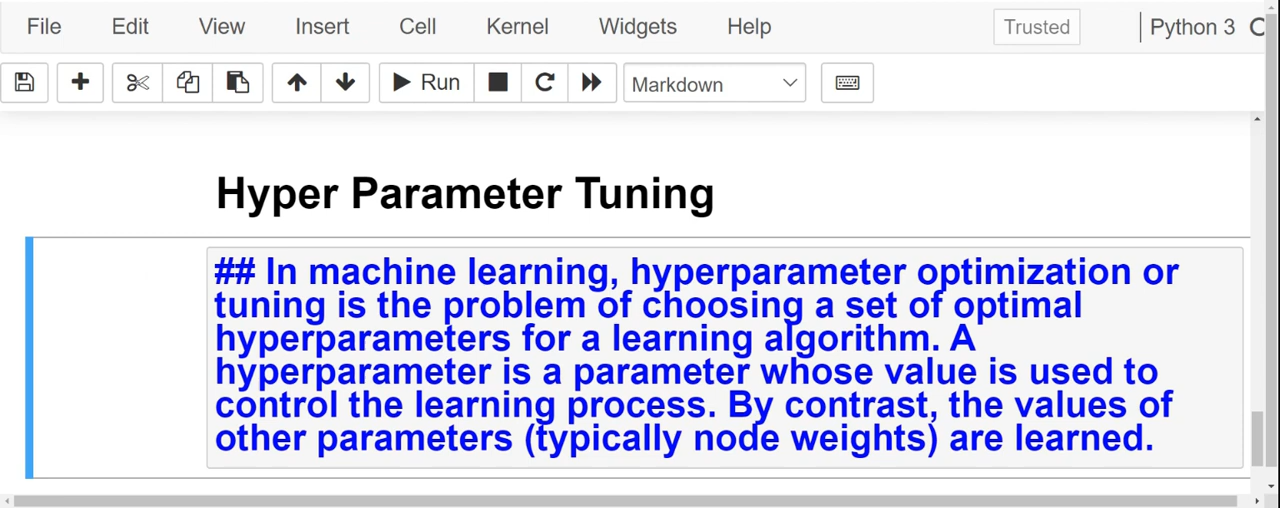 File Edit View Insert Cell Kernel Widgets Help Trusted Python 3
Run Markdown
Hyper Parameter Tuning
## In machine learning, hyperparameter optimization or
tuning is the problem of choosing a set of optimal
hyperparameters for a learning algorithm. A
hyperparameter is a parameter whose value is used to
control the learning process. By contrast, the values of
other parameters (typically node weights) are learned.